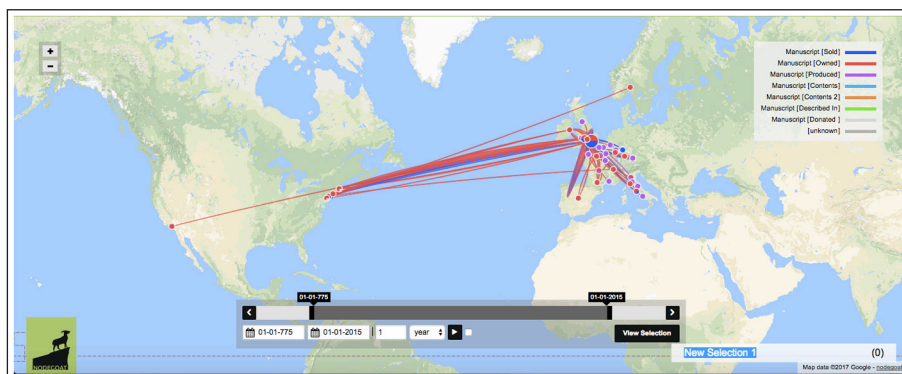 +
−
Manuscript [Sold]
Manuscript [Owned]
Manuscript [Produced]
Manuscript [Contents]
Manuscript [Contents 2]
Manuscript [Described In]
Manuscript [Donated ]
[unknown]
01-01-775 01-01-2015
01-01-775 01-01-2015 1 year View Selection
New Selection 1 (0)
NODEGOAT
Map data ©2017 Google - nodegoat